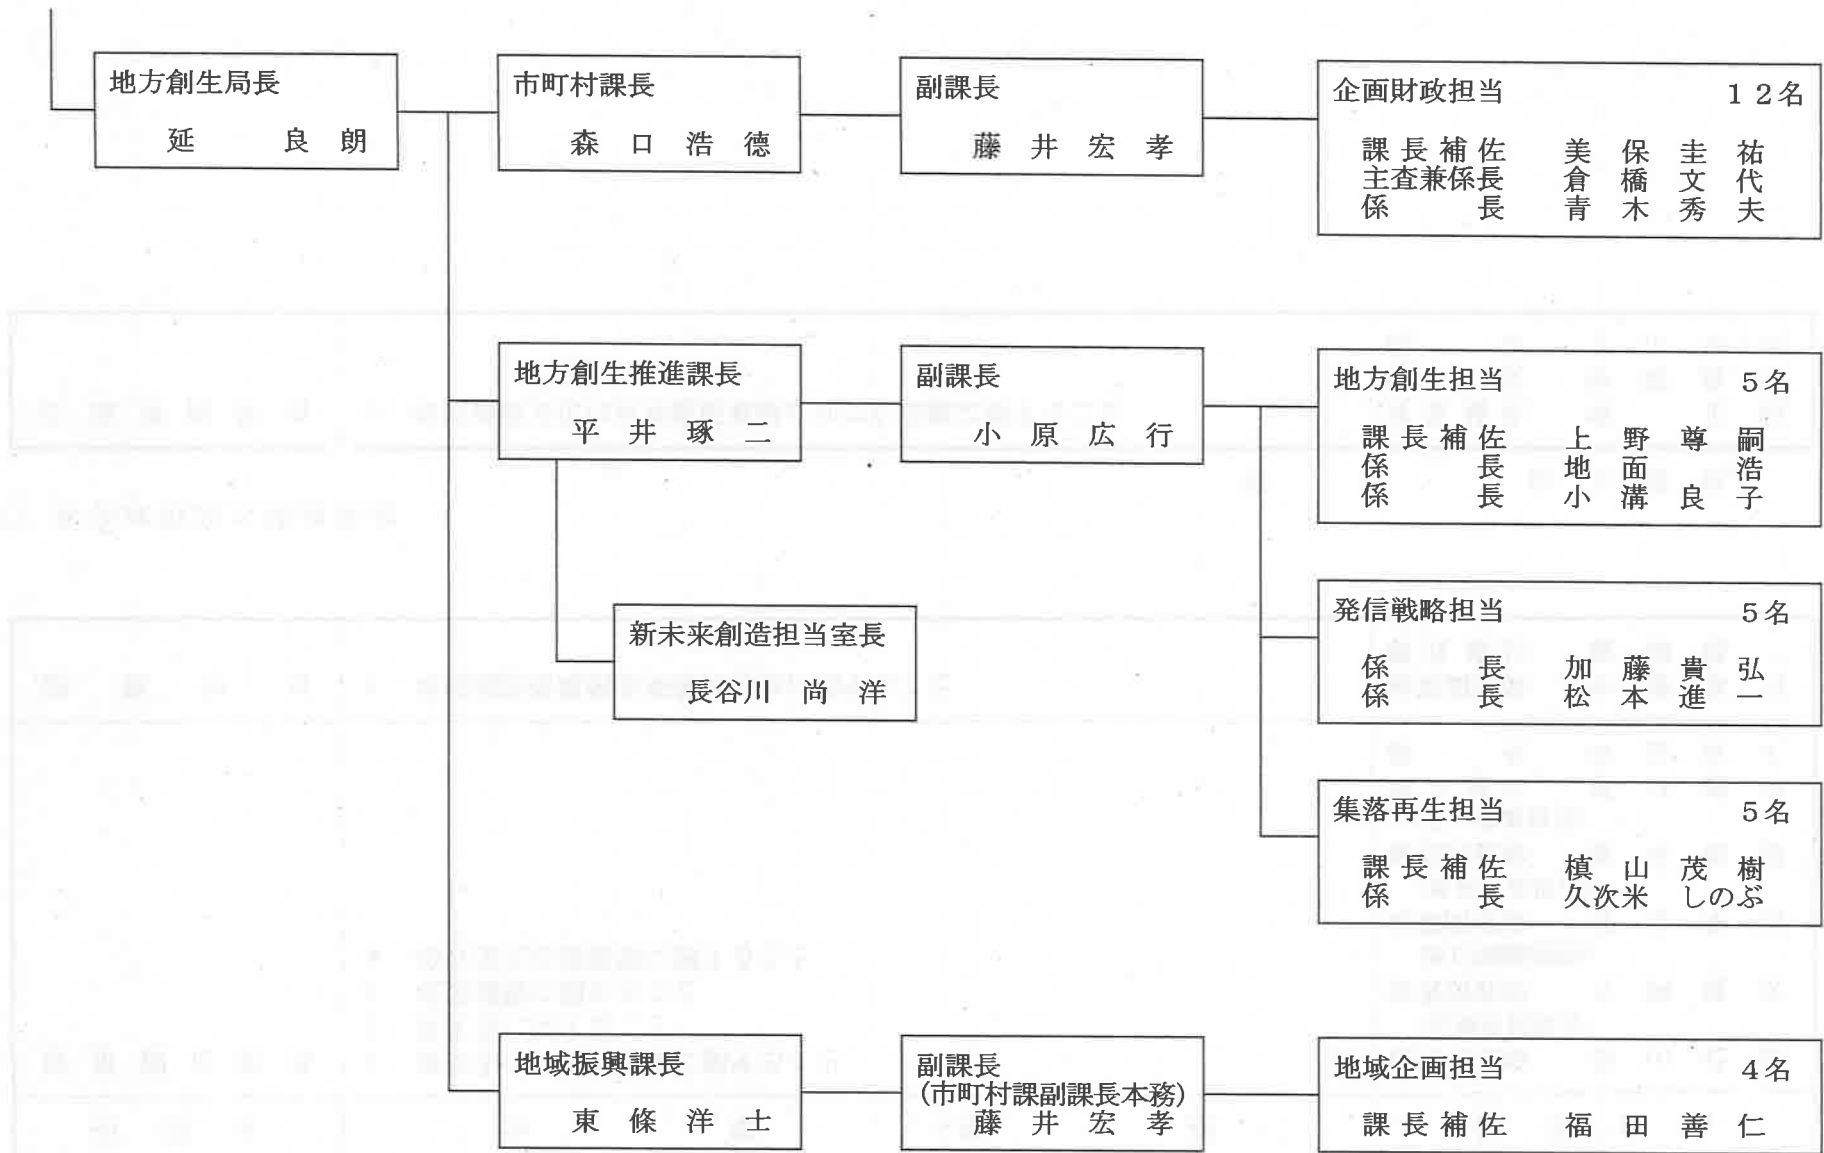 地方創生局長
延 良 朗
市町村課長
森 口 浩 德
副課長
藤 井 宏 孝
企画財政担当 12名
課長補佐 美 保 圭 祐
主査兼係長 倉 橋 文 代
係 長 青 木 秀 夫
地方創生推進課長
平 井 琢 二
副課長
小 原 広 行
地方創生担当 5名
課長補佐 上 野 尊 嗣
係 長 地 面 浩
係 長 小 溝 良 子
新未来創造担当室長
長谷川 尚 洋
発信戦略担当 5名
係 長 加 藤 貴 弘
係 長 松 本 進 一
集落再生担当 5名
課長補佐 槙 山 茂 樹
係 長 久次米 しのぶ
地域振興課長
東 條 洋 士
副課長
(市町村課副課長本務)
藤 井 宏 孝
地域企画担当 4名
課長補佐 福 田 善 仁